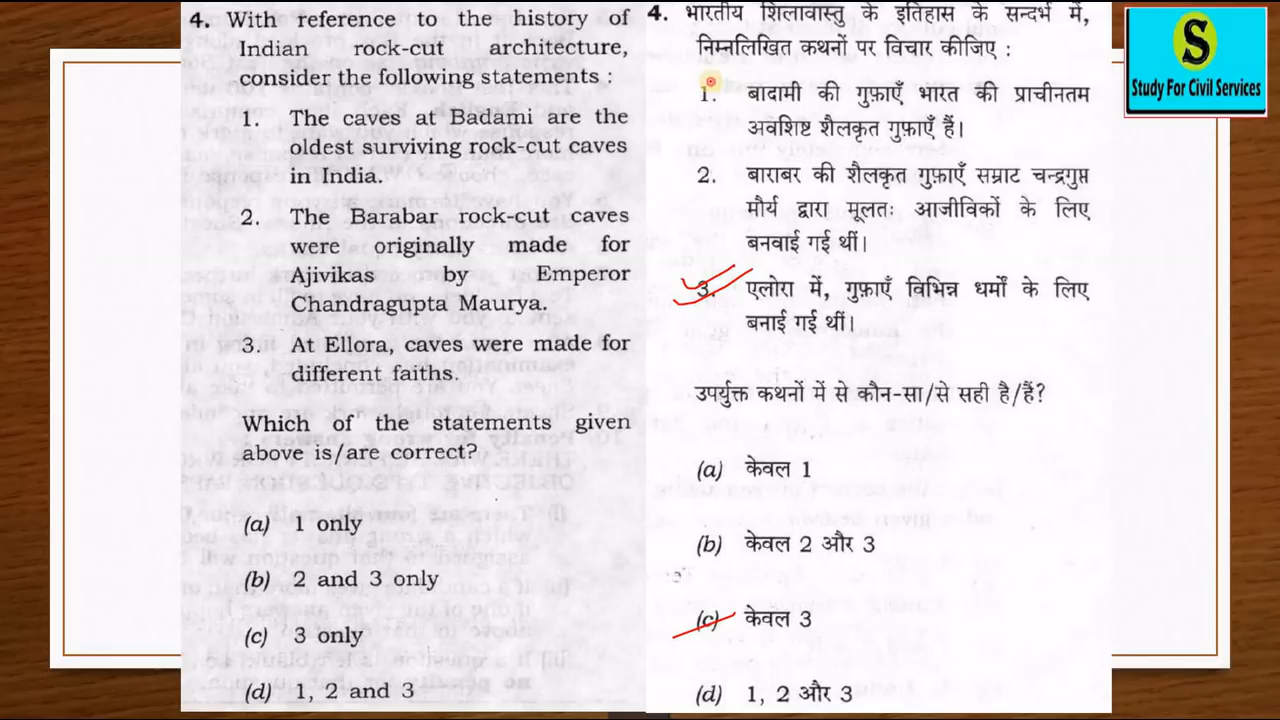 4. With reference to the history of
Indian rock-cut architecture,
consider the following statements :
1. The caves at Badami are the
oldest surviving rock-cut caves
in India.
2. The Barabar rock-cut caves
were originally made for
Ajivikas by Emperor
Chandragupta Maurya.
3. At Ellora, caves were made for
different faiths.
Which of the statements given
above is/are correct?
(a) 1 only
(b) 2 and 3 only
(c) 3 only
(d) 1, 2 and 3
4. भारतीय शिलावास्तु के इतिहास के सन्दर्भ में,
निम्नलिखित कथनों पर विचार कीजिए :
1. बादामी की गुफ़ाएँ भारत की प्राचीनतम
अवशिष्ट शैलकृत गुफ़ाएँ हैं।
2. बाराबर की शैलकृत गुफ़ाएँ सम्राट चन्द्रगुप्त
मौर्य द्वारा मूलतः आजीविकों के लिए
बनवाई गई थीं।
3. एलोरा में, गुफ़ाएँ विभिन्न धर्मों के लिए
बनाई गई थीं।
उपर्युक्त कथनों में से कौन-सा/से सही है/हैं?
(a) केवल 1
(b) केवल 2 और 3
(c) केवल 3
(d) 1, 2 और 3
S
Study For Civil Services